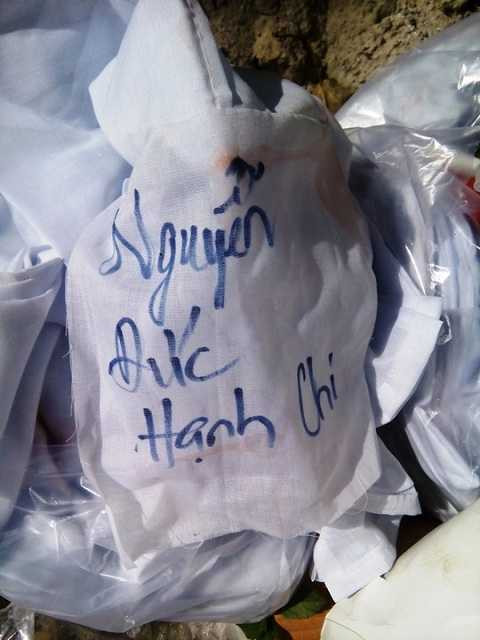 Nguyễn
Đức
Hạnh Chi